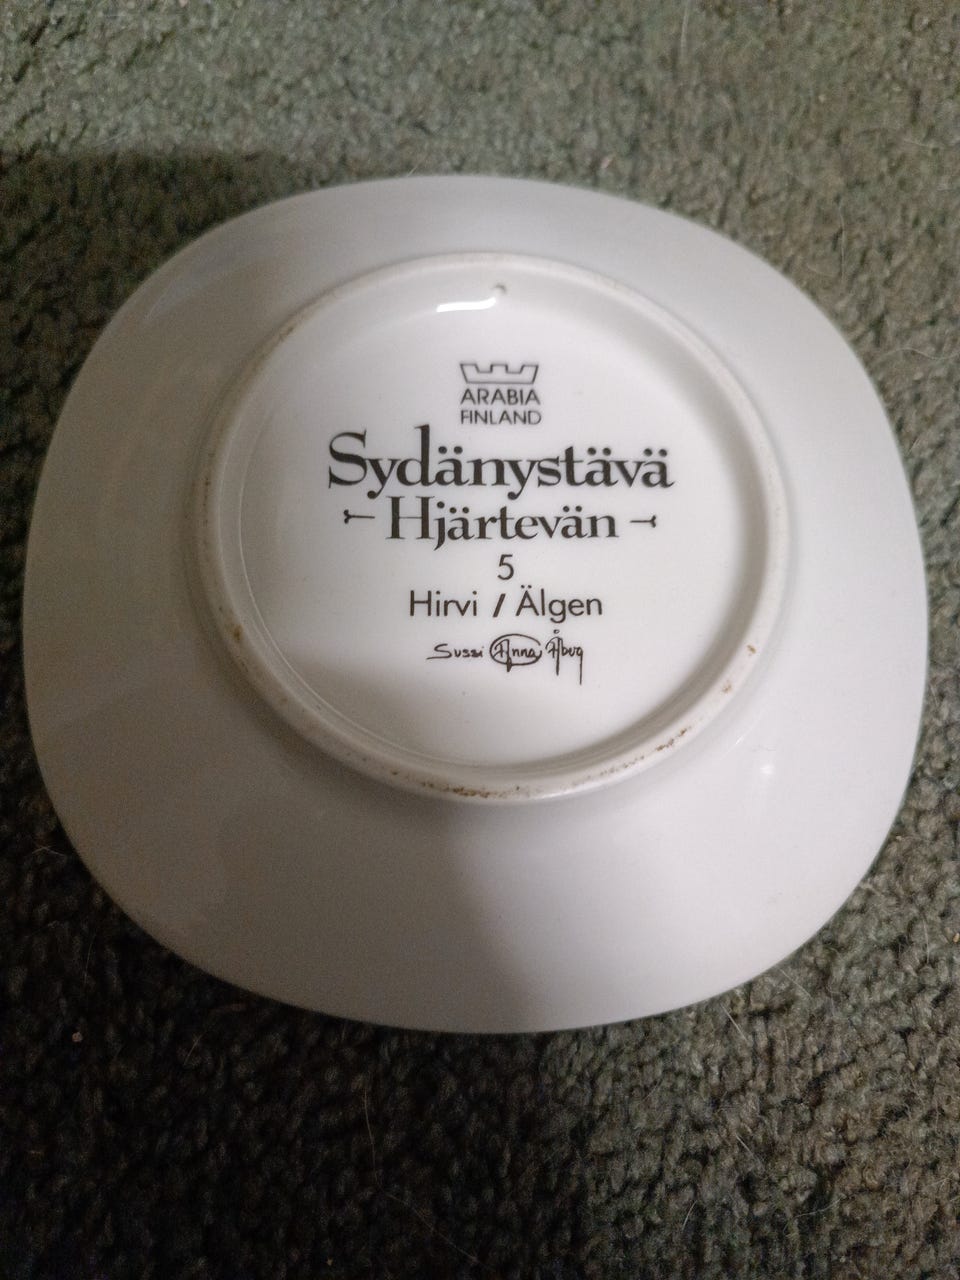 ARABIA
FINLAND
Sydänystävä
Hjärtevän
5
Hirvi / Älgen
Sussi Anna Åberg